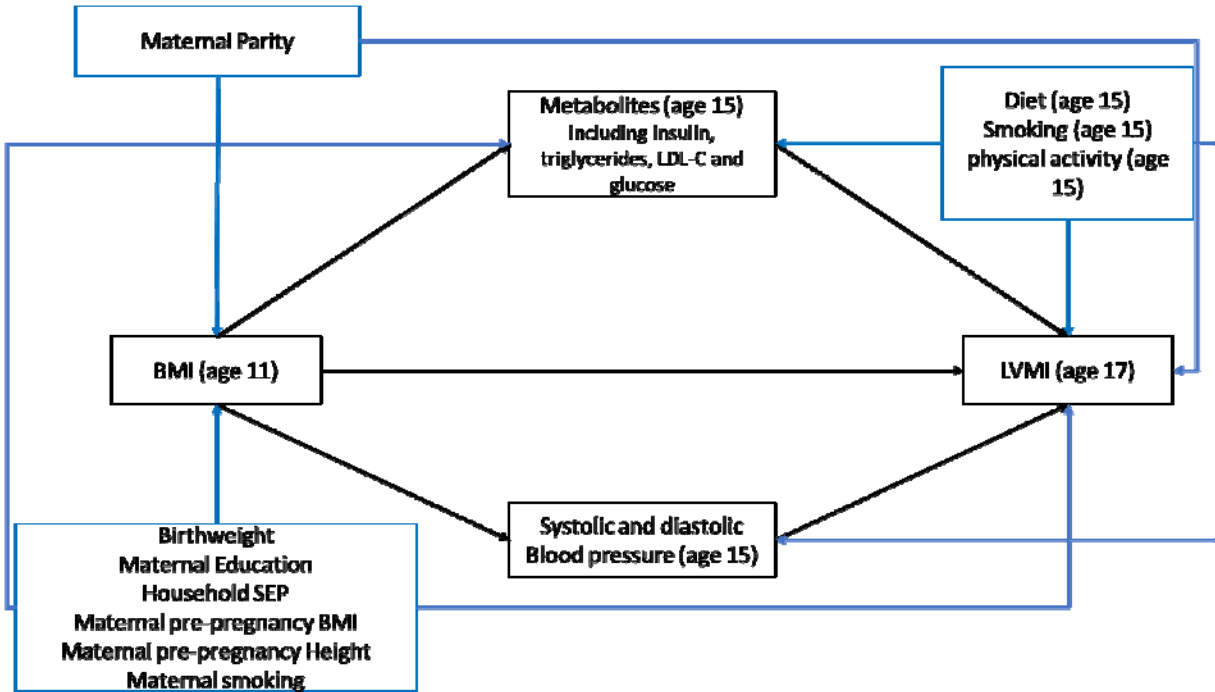 Maternal Parity
Metabolites (age 15)
including insulin,
triglycerides, LDL-C and
glucose
Diet (age 15)
Smoking (age 15)
physical activity (age
15)
BMI (age 11)
LVMI (age 17)
Systolic and diastolic
Blood pressure (age 15)
Birthweight
Maternal Education
Household SEP
Maternal pre-pregnancy BMI
Maternal pre-pregnancy Height
Maternal smoking